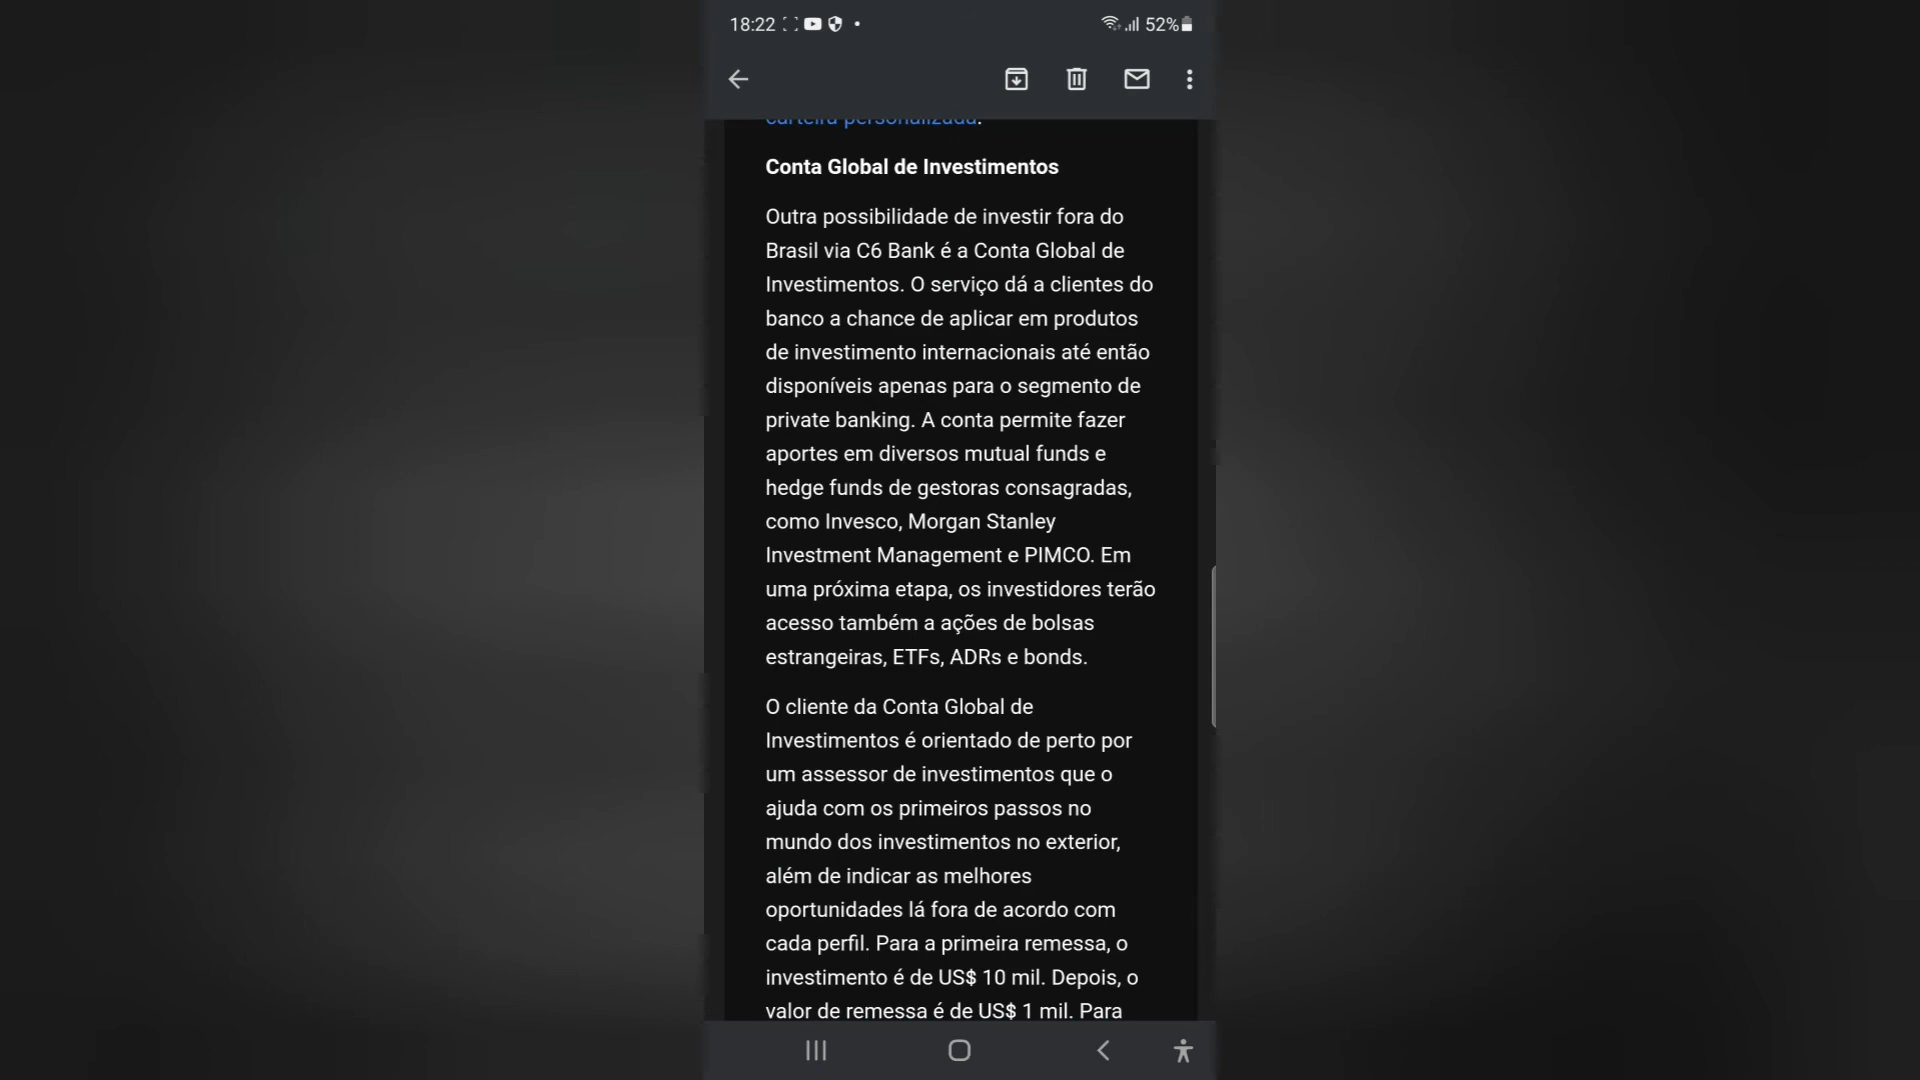 18:22
52%
carteira personalizada.
Conta Global de Investimentos
Outra possibilidade de investir fora do
Brasil via C6 Bank é a Conta Global de
Investimentos. O serviço dá a clientes do
banco a chance de aplicar em produtos
de investimento internacionais até então
disponíveis apenas para o segmento de
private banking. A conta permite fazer
aportes em diversos mutual funds e
hedge funds de gestoras consagradas,
como Invesco, Morgan Stanley
Investment Management e PIMCO. Em
uma próxima etapa, os investidores terão
acesso também a ações de bolsas
estrangeiras, ETFs, ADRs e bonds.
O cliente da Conta Global de
Investimentos é orientado de perto por
um assessor de investimentos que o
ajuda com os primeiros passos no
mundo dos investimentos no exterior,
além de indicar as melhores
oportunidades lá fora de acordo com
cada perfil. Para a primeira remessa, o
investimento é de US$ 10 mil. Depois, o
valor de remessa é de US$ 1 mil. Para